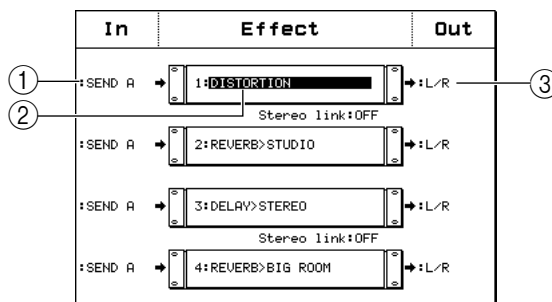 In Effect Out
① :SEND A → 1:DISTORTION →:L/R ③
②
Stereo link:OFF
:SEND A → 2:REVERB>STUDIO →:L/R
:SEND A → 3:DELAY>STEREO →:L/R
Stereo link:OFF
:SEND A → 4:REVERB>BIG ROOM →:L/R